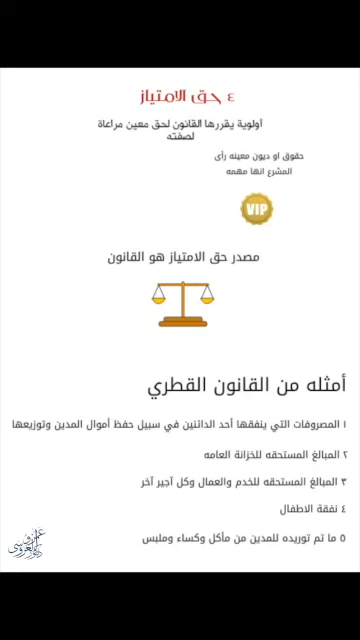 ٤ حق الامتياز
أولوية يقررها القانون لحق معين مراعاة
لصفته
حقوق او ديون معينه رأى
المشرع انها مهمه
VIP
مصدر حق الامتياز هو القانون
أمثله من القانون القطري
١ المصروفات التي ينفقها أحد الدائنين في سبيل حفظ أموال المدين وتوزيعها
٢ المبالغ المستحقه للخزانة العامه
٣ المبالغ المستحقه للخدم والعمال وكل آجير آخر
٤ نفقة الاطفال
٥ ما تم توريده للمدين من مأكل وكساء وملبس